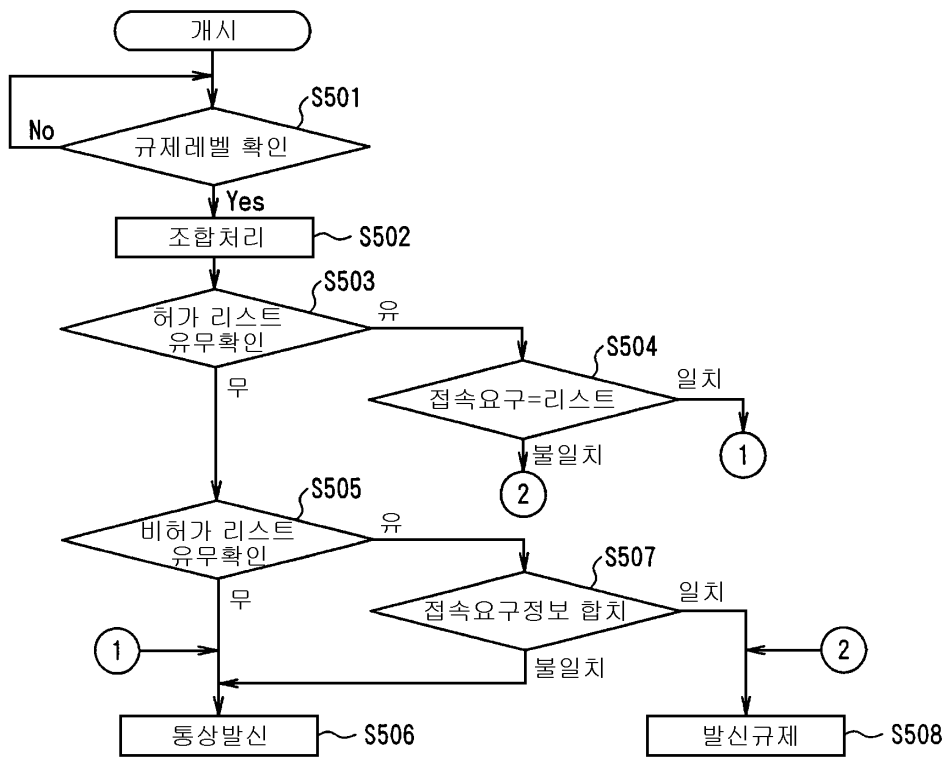 개시
S501
No
규제레벨 확인
Yes
조합처리
S502
S503
허가 리스트
유무확인
유
무
S504
접속요구=리스트
일치
불일치
1
2
S505
비허가 리스트
유무확인
유
무
S507
접속요구정보 합치
일치
불일치
1
2
통상발신
S506
발신규제
S508